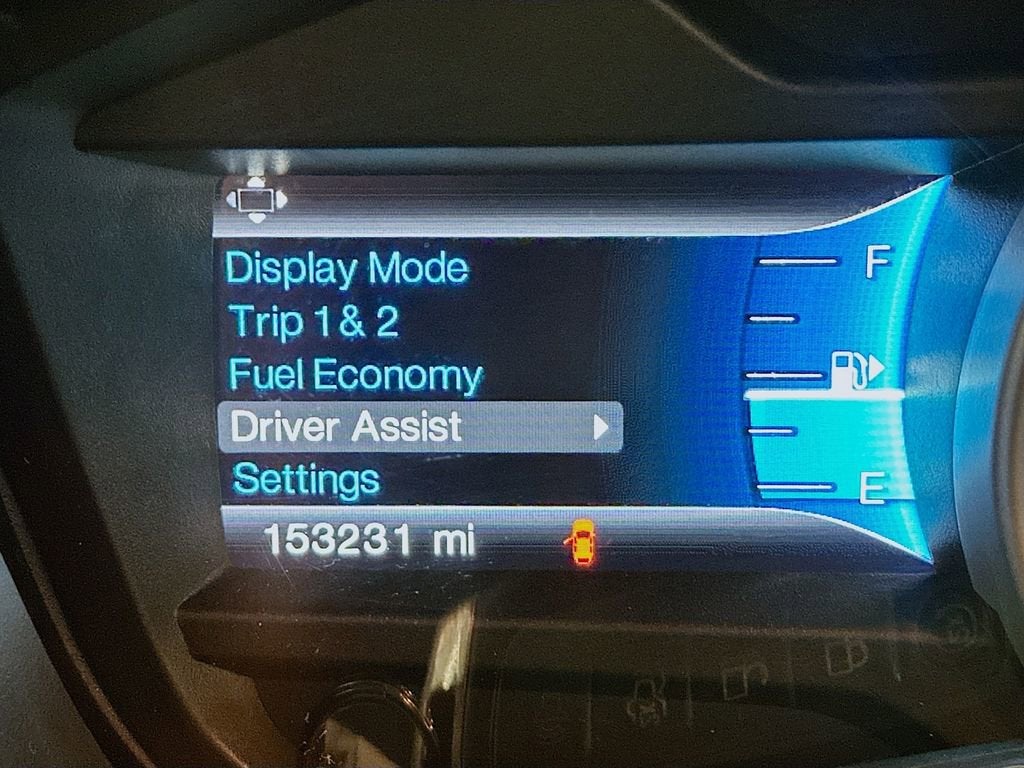 Display Mode
Trip 1 & 2
Fuel Economy
Driver Assist
Settings
153231 mi
F
E